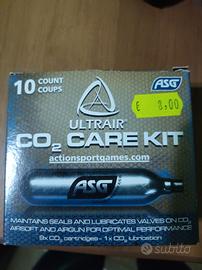 10 COUNT
COUPS
ASG
ULTRAIR
€ 8,00
CO2 CARE KIT
actionsportgames.com
ASG
MAINTAINS SEALS AND LUBRICATES VALVES ON CO2
AIRSOFT AND AIRGUN FOR OPTIMAL PERFORMANCE
9x CO2 cartridges - 1x CO2 lubrication
Subito